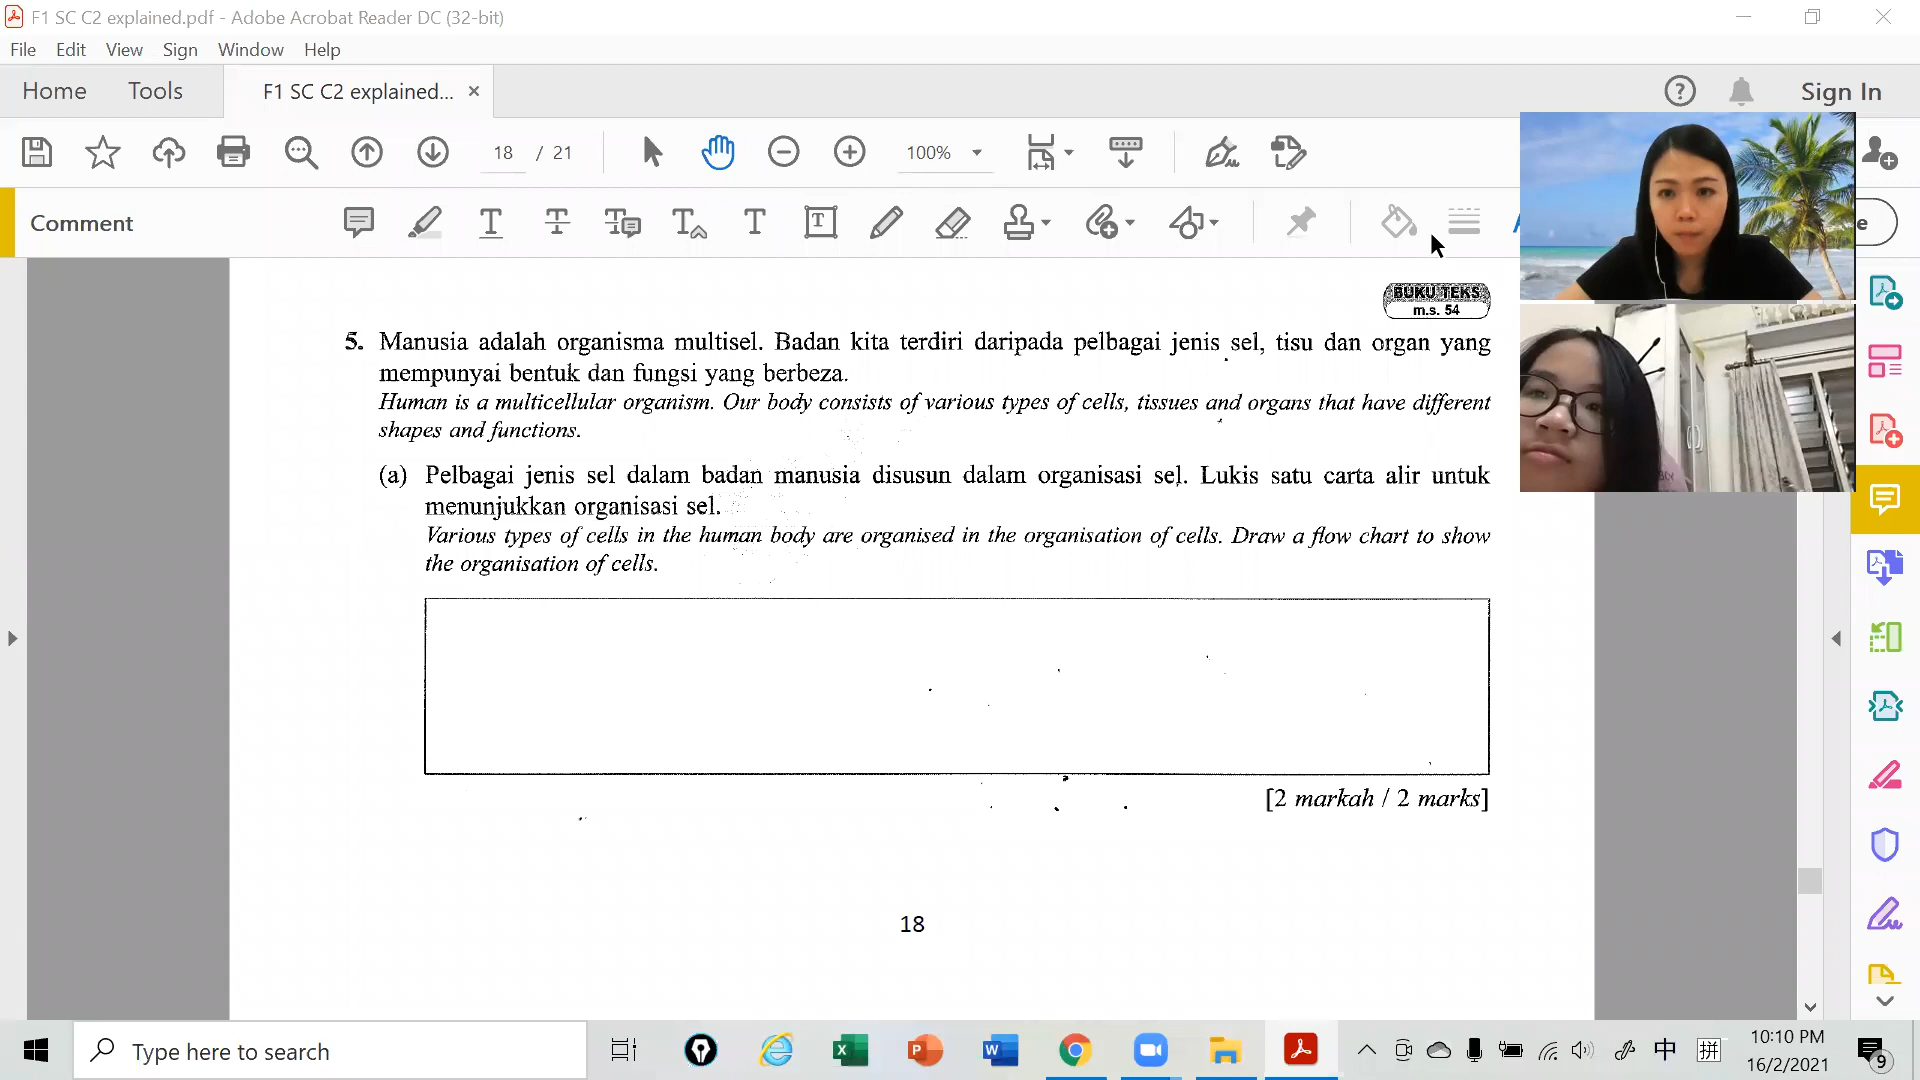 F1 SC C2 explained.pdf - Adobe Acrobat Reader DC (32-bit)
File Edit View Sign Window Help
Home Tools F1 SC C2 explained... × Sign In
18 / 21 100%
Comment
BUKU TEKS
m.s. 54
5. Manusia adalah organisma multisel. Badan kita terdiri daripada pelbagai jenis sel, tisu dan organ yang
mempunyai bentuk dan fungsi yang berbeza.
Human is a multicellular organism. Our body consists of various types of cells, tissues and organs that have different
shapes and functions.
(a) Pelbagai jenis sel dalam badan manusia disusun dalam organisasi sel. Lukis satu carta alir untuk
menunjukkan organisasi sel.
Various types of cells in the human body are organised in the organisation of cells. Draw a flow chart to show
the organisation of cells.
[2 markah / 2 marks]
18
Type here to search
中 拼 10:10 PM
16/2/2021 9